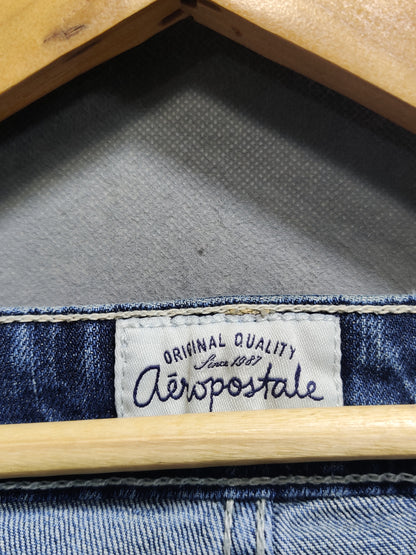 ORIGINAL QUALITY
Since 1987
Aéropostale